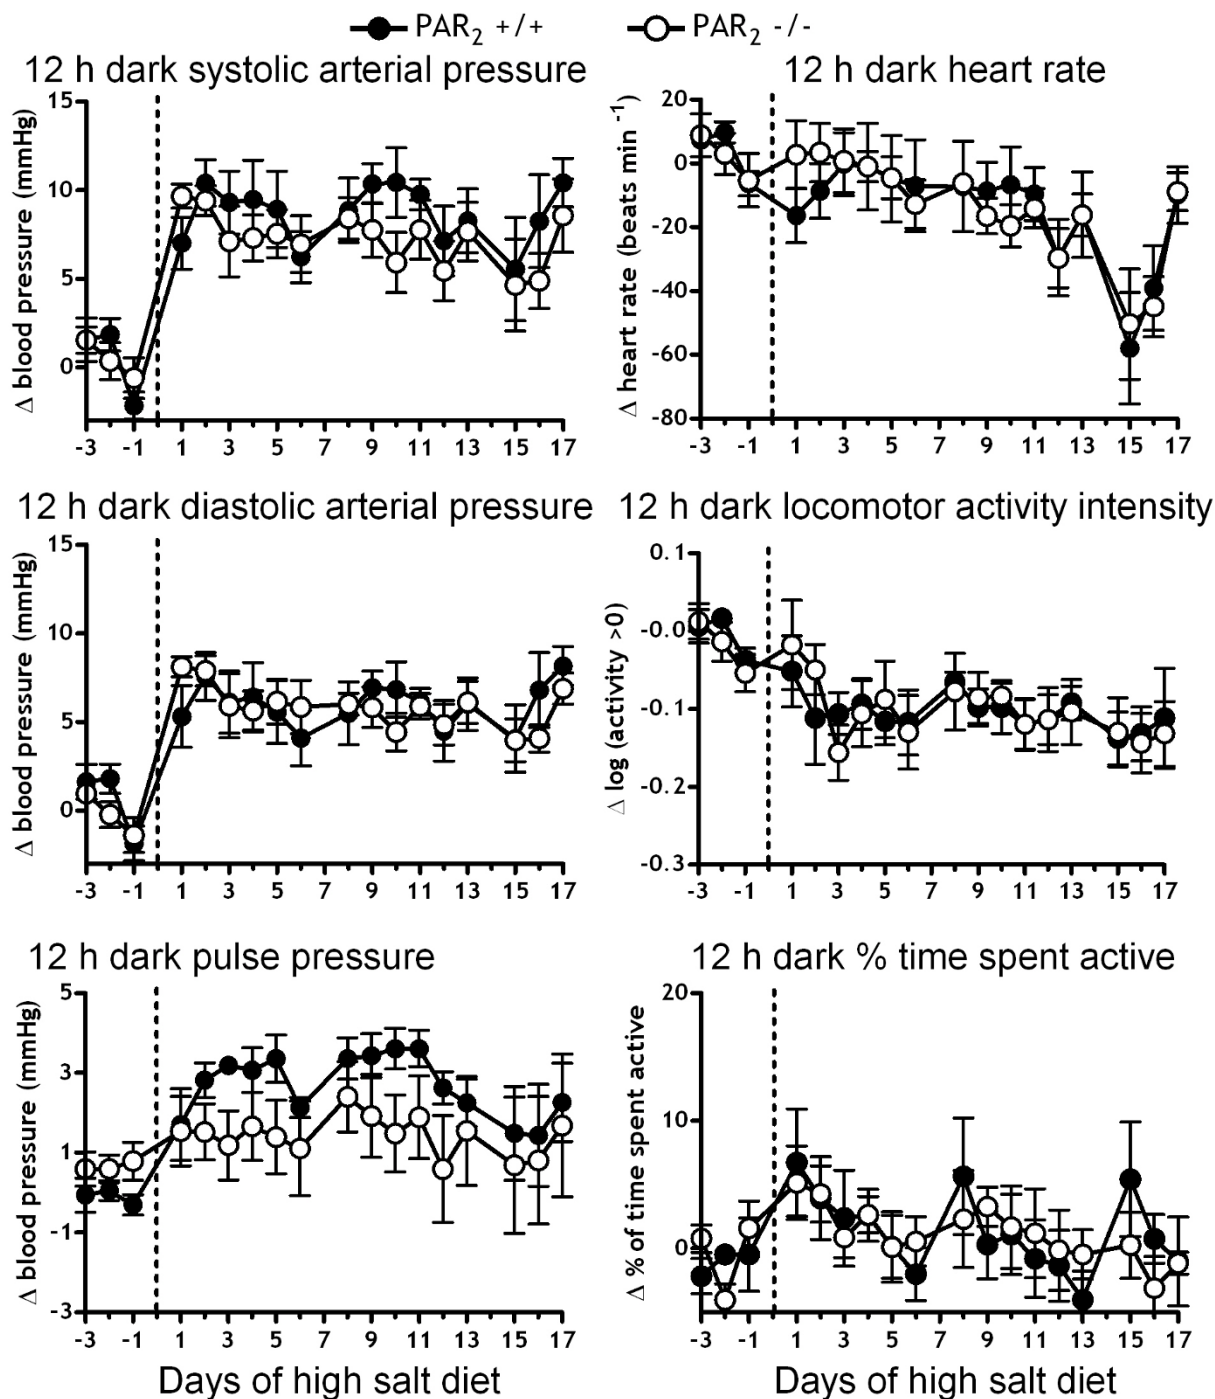 PAR2 +/+ PAR2 -/-
12 h dark systolic arterial pressure
Δ blood pressure (mmHg)
15
10
5
0
-3 -1 1 3 5 7 9 11 13 15 17
12 h dark heart rate
Δ heart rate (beats min -1)
20
0
-20
-40
-60
-80
-3 -1 1 3 5 7 9 11 13 15 17
12 h dark diastolic arterial pressure
Δ blood pressure (mmHg)
15
10
5
0
-3 -1 1 3 5 7 9 11 13 15 17
12 h dark locomotor activity intensity
Δ log (activity >0)
0.1
-0.0
-0.1
-0.2
-0.3
-3 -1 1 3 5 7 9 11 13 15 17
12 h dark pulse pressure
Δ blood pressure (mmHg)
5
3
1
-1
-3
-3 -1 1 3 5 7 9 11 13 15 17
Days of high salt diet
12 h dark % time spent active
Δ % of time spent active
20
10
0
-3 -1 1 3 5 7 9 11 13 15 17
Days of high salt diet